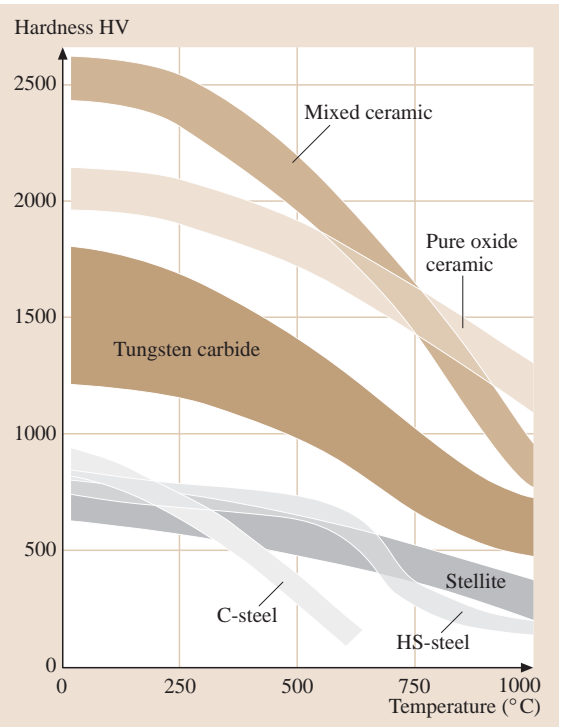 Hardness HV
2500
Mixed ceramic
2000
Pure oxide
ceramic
1500
Tungsten carbide
1000
500
Stellite
C-steel
HS-steel
0
0 250 500 750 1000
Temperature (°C)